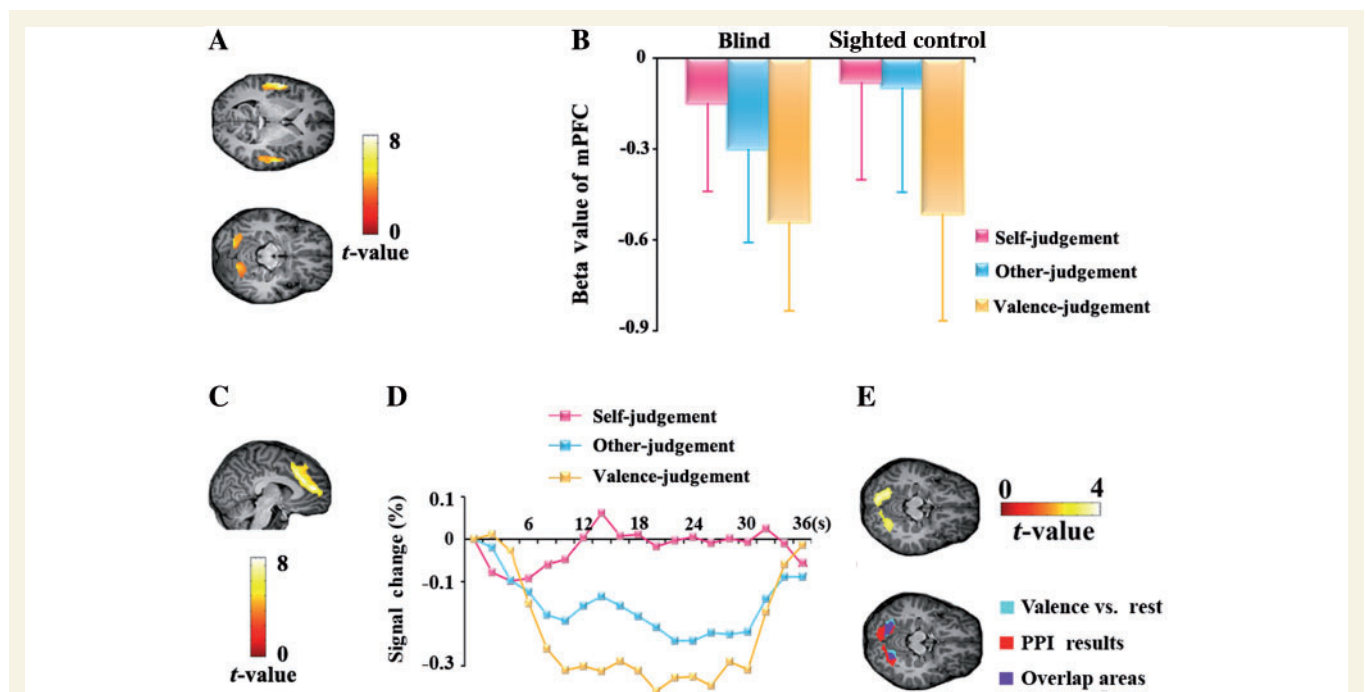 A
8
0
t-value
B
Blind
Sighted control
0
-0.3
-0.6
-0.9
Beta value of mPFC
Self-judgement
Other-judgement
Valence-judgement
C
8
0
t-value
D
Self-judgement
Other-judgement
Valence-judgement
0.1
0
-0.1
-0.3
Signal change (%)
6 12 18 24 30 36(s)
E
0 4
t-value
Valence vs. rest
PPI results
Overlap areas